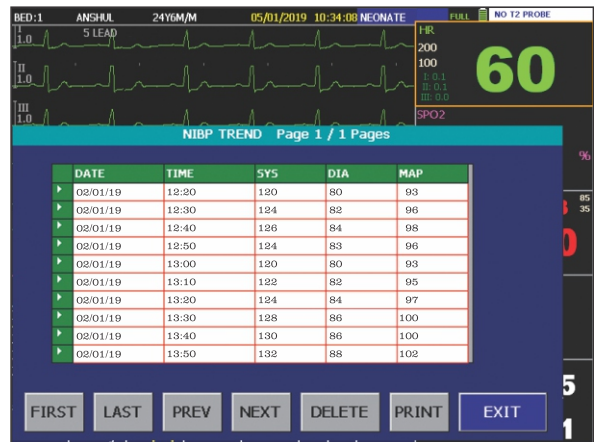 BED:1 ANSHUL 24Y6M/M 05/01/2019 10:34:08 NEONATE FULL NO T2 PROBE
I 5 LEAD HR
1.0 200
100 60
I: 0.1
II: 0.1
III: 0.0
II
1.0
III
1.0 SPO2
NIBP TREND Page 1 / 1 Pages
%
DATE TIME SYS DIA MAP
02/01/19 12:20 120 80 93
02/01/19 12:30 124 82 96
02/01/19 12:40 126 84 98
02/01/19 12:50 124 83 96
02/01/19 13:00 120 80 93
02/01/19 13:10 122 82 95
02/01/19 13:20 124 84 97
02/01/19 13:30 128 86 100
02/01/19 13:40 130 86 100
02/01/19 13:50 132 88 102
85
35
5
1
FIRST LAST PREV NEXT DELETE PRINT EXIT